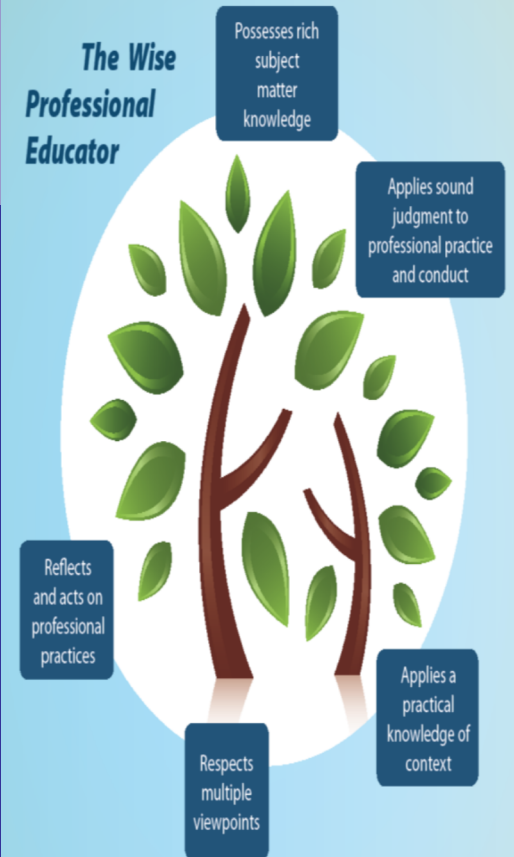 The Wise
Professional
Educator
Possesses rich
subject
matter
knowledge
Applies sound
judgment to
professional practice
and conduct
Reflects
and acts on
professional
practices
Applies a
practical
knowledge of
context
Respects
multiple
viewpoints